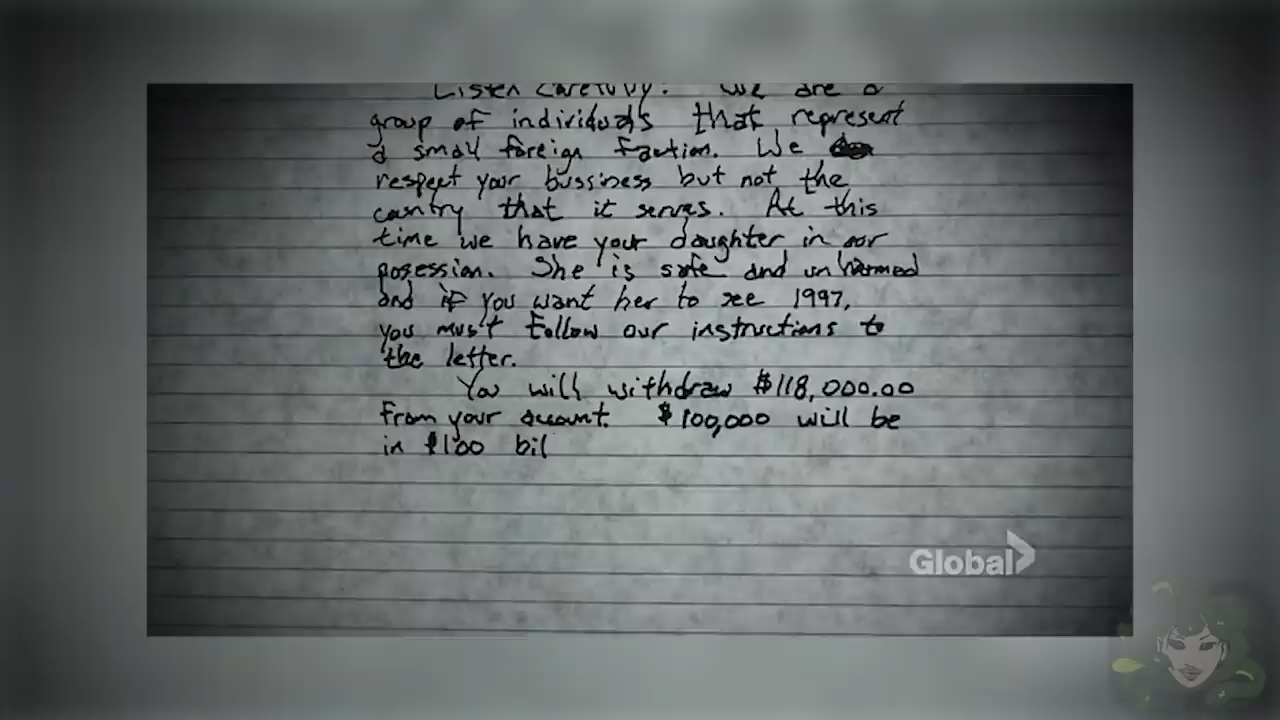 Listen carefully! We are a
group of individuals that represent
a small foreign faction. We
respect your bussiness but not the
country that it serves. At this
time we have your daughter in our
posession. She is safe and unharmed
and if you want her to see 1997,
you must follow our instructions to
the letter.
You will withdraw $118,000.00
from your account. $100,000 will be
in $100 bil
Global